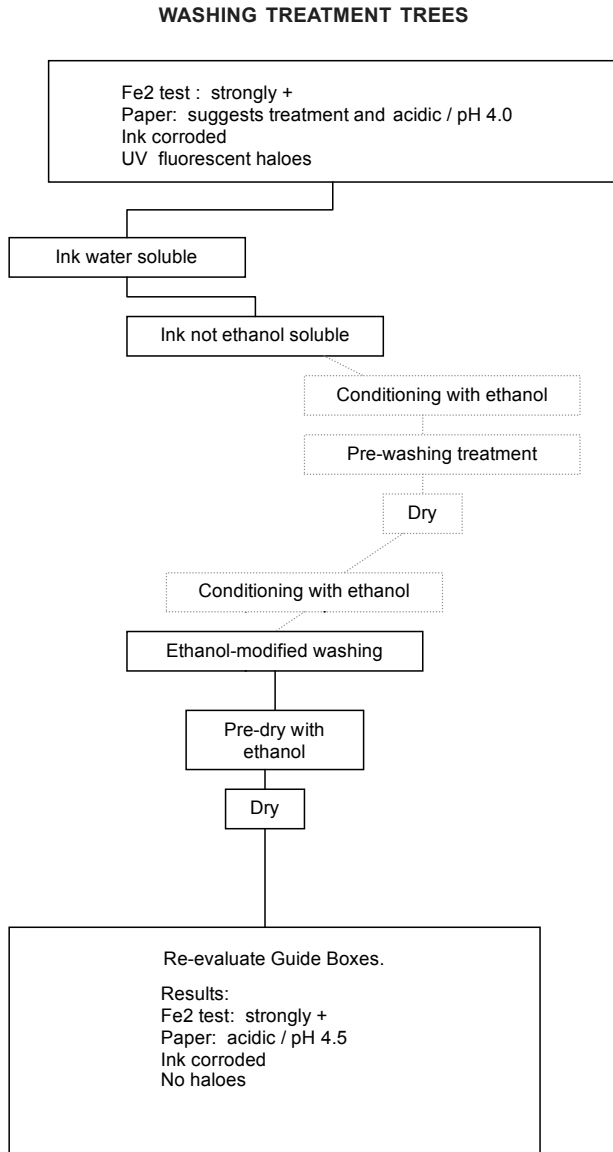 WASHING TREATMENT TREES
Fe2 test : strongly +
Paper: suggests treatment and acidic / pH 4.0
Ink corroded
UV fluorescent haloes
Ink water soluble
Ink not ethanol soluble
Conditioning with ethanol
Pre-washing treatment
Dry
Conditioning with ethanol
Ethanol-modified washing
Pre-dry with
ethanol
Dry
Re-evaluate Guide Boxes.
Results:
Fe2 test: strongly +
Paper: acidic / pH 4.5
Ink corroded
No haloes